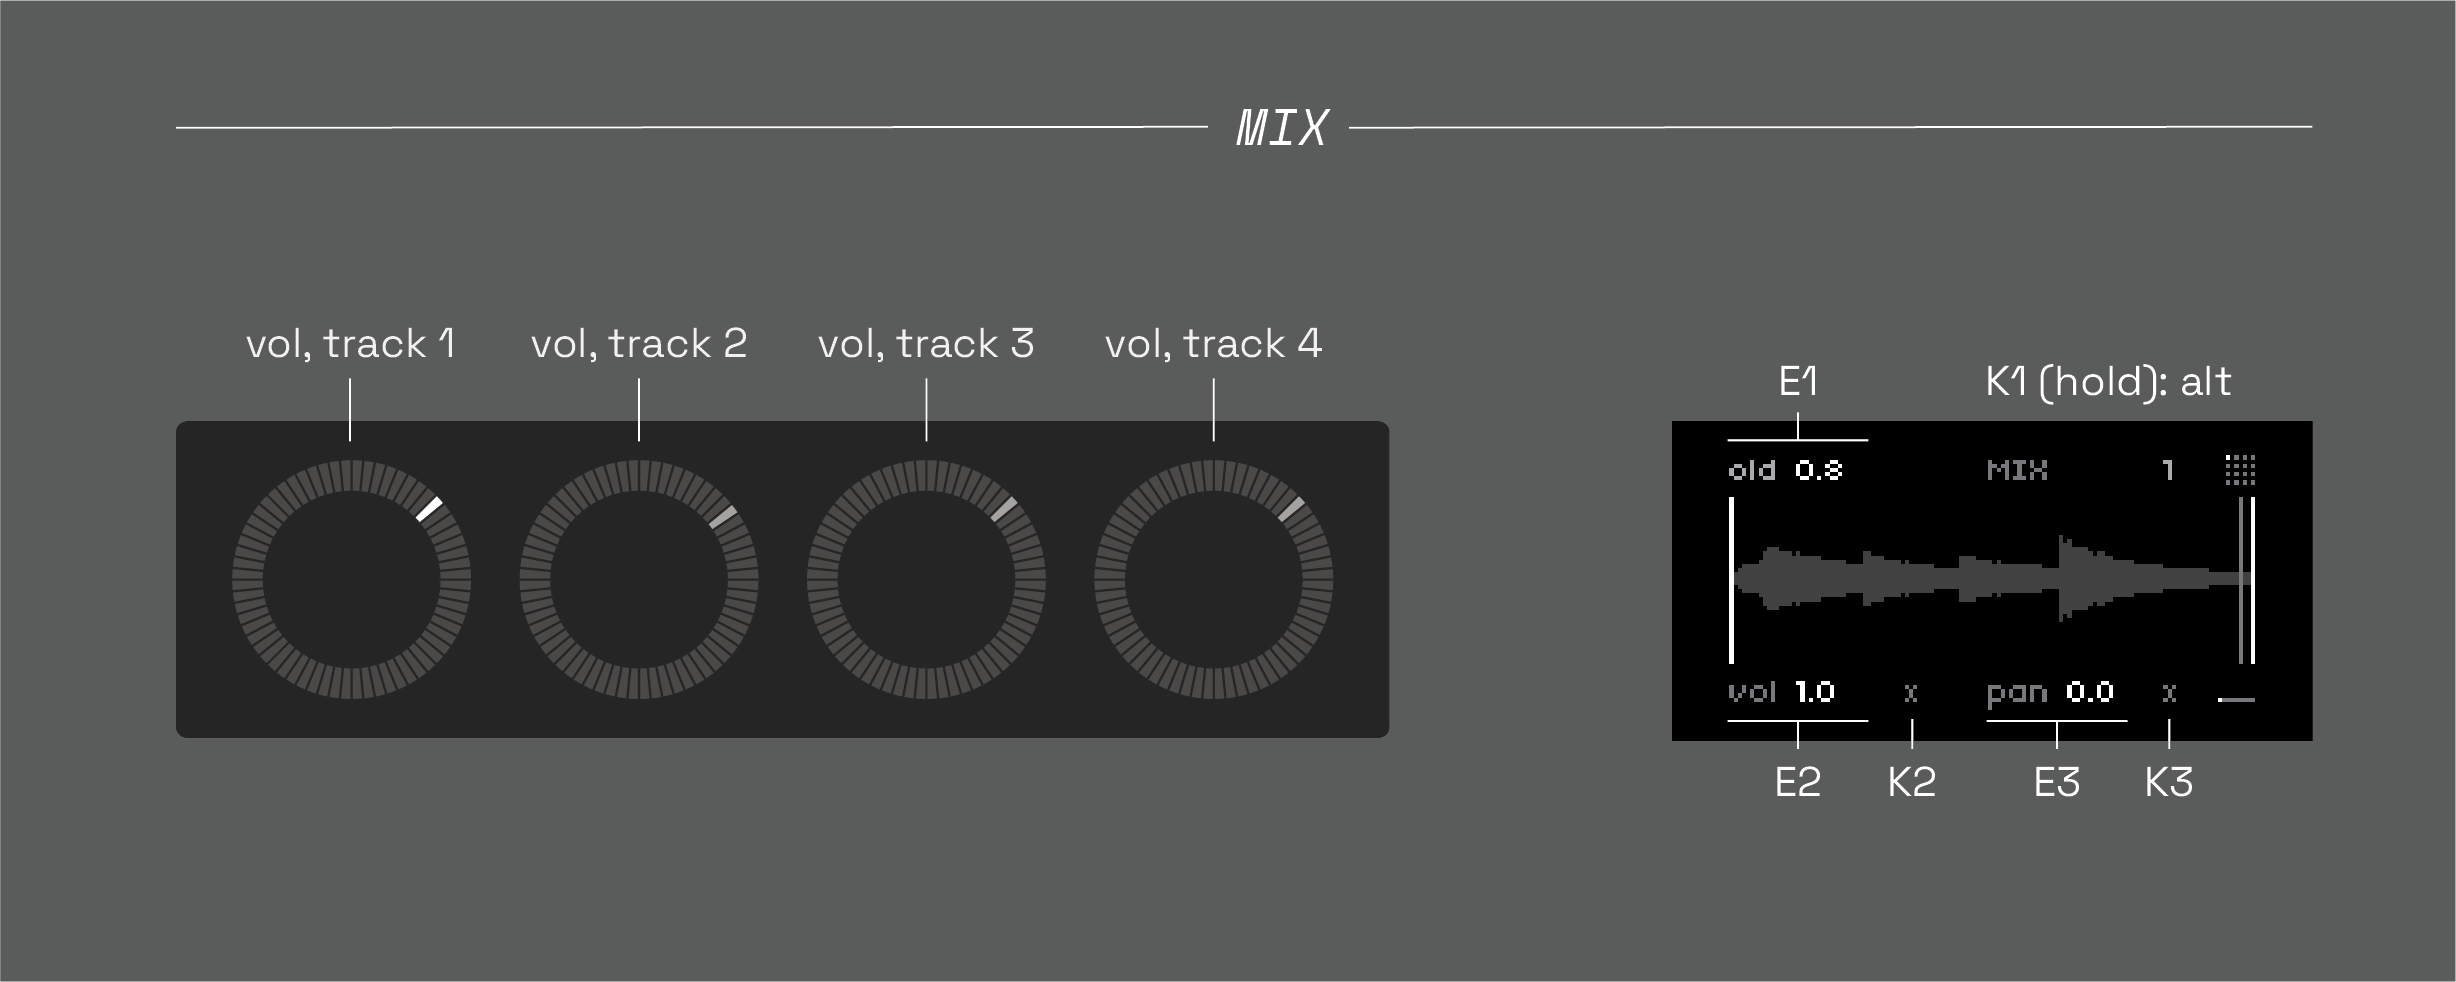 MIX
vol, track 1 vol, track 2 vol, track 3 vol, track 4
E1 K1 (hold): alt
old 0.8 MIX 1
vol 1.0 x pan 0.0 x
E2 K2 E3 K3